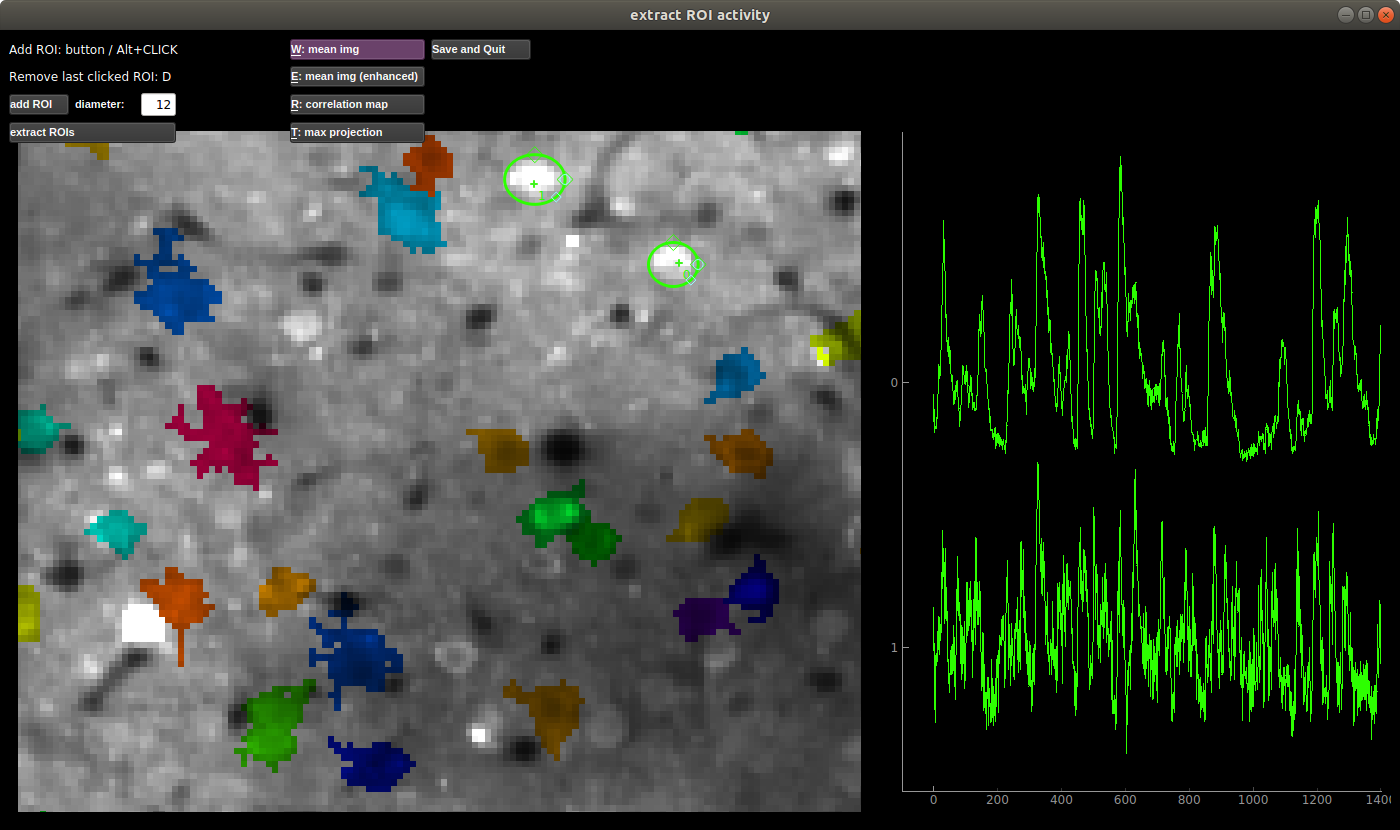 extract ROI activity
Add ROI: button / Alt+CLICK
W: mean img
Save and Quit
Remove last clicked ROI: D
E: mean img (enhanced)
add ROI
diameter:
12
R: correlation map
extract ROIs
T: max projection
0
1
0 200 400 600 800 1000 1200 1400